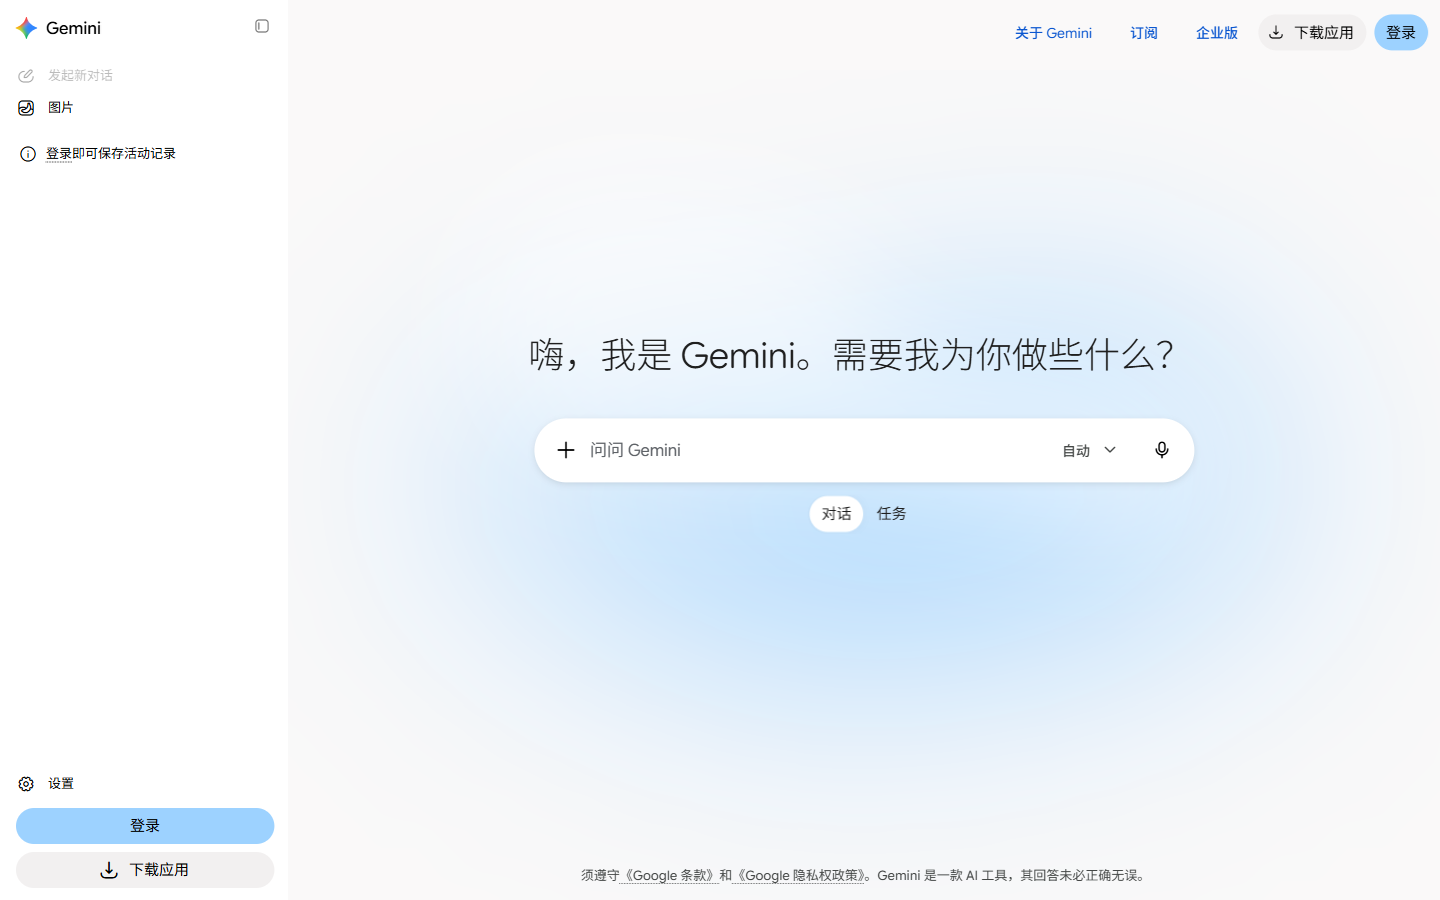 Gemini
发起新对话
图片
登录即可保存活动记录
设置
登录
下载应用
关于 Gemini
订阅
企业版
下载应用
登录
嗨，我是 Gemini。需要我为你做些什么？
问问 Gemini
自动
对话
任务
须遵守《Google 条款》和《Google 隐私权政策》。Gemini 是一款 AI 工具，其回答未必正确无误。